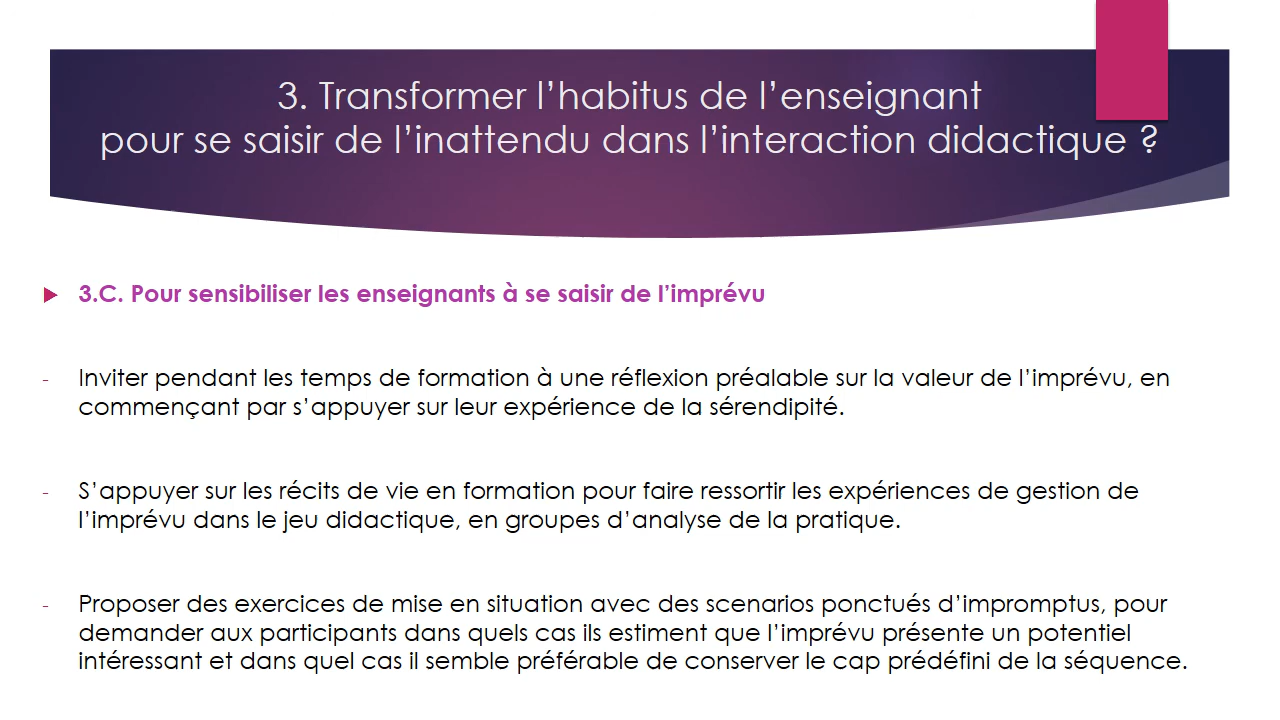 3. Transformer l’habitus de l’enseignant
pour se saisir de l’inattendu dans l’interaction didactique ?
3.C. Pour sensibiliser les enseignants à se saisir de l’imprévu
- Inviter pendant les temps de formation à une réflexion préalable sur la valeur de l’imprévu, en
commençant par s’appuyer sur leur expérience de la sérendipité.
- S’appuyer sur les récits de vie en formation pour faire ressortir les expériences de gestion de
l’imprévu dans le jeu didactique, en groupes d’analyse de la pratique.
- Proposer des exercices de mise en situation avec des scenarios ponctués d’impromptus, pour
demander aux participants dans quels cas ils estiment que l’imprévu présente un potentiel
intéressant et dans quel cas il semble préférable de conserver le cap prédéfini de la séquence.